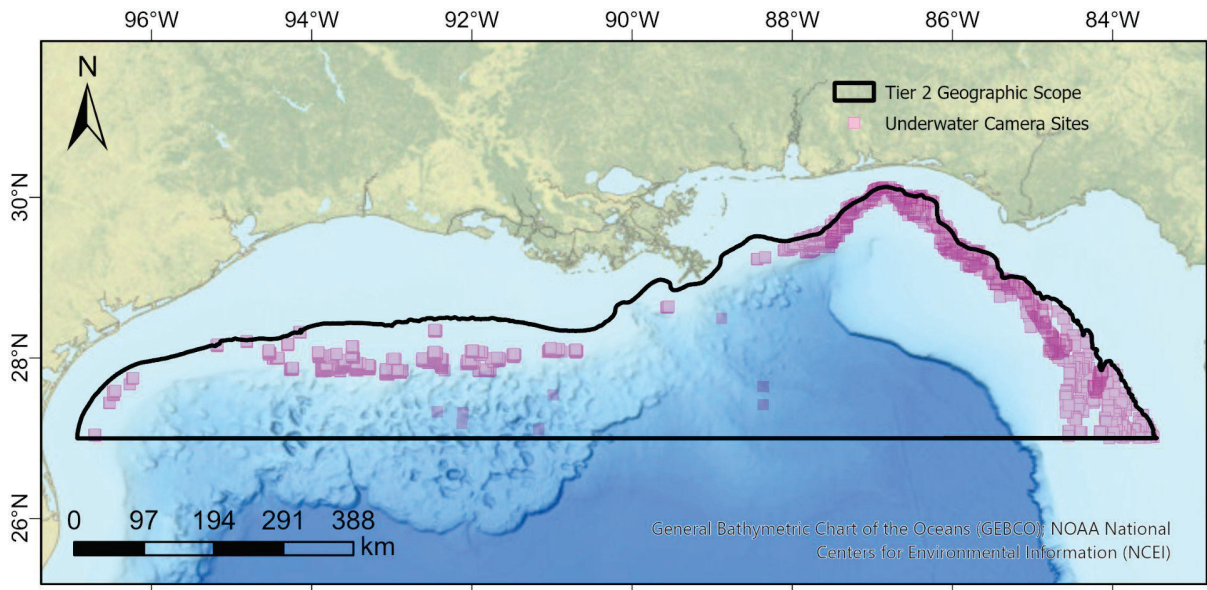 96°W 94°W 92°W 90°W 88°W 86°W 84°W
N
Tier 2 Geographic Scope
Underwater Camera Sites
30°N
28°N
26°N
0 97 194 291 388
km
General Bathymetric Chart of the Oceans (GEBCO); NOAA National
Centers for Environmental Information (NCEI)